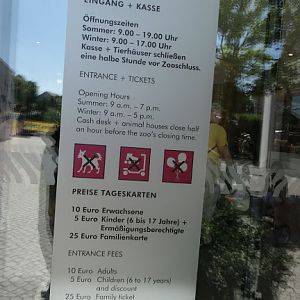 EINGANG + KASSE
Öffnungszeiten
Sommer: 9.00 - 19.00 Uhr
Winter: 9.00 - 17.00 Uhr
Kasse + Tierhäuser schließen
eine halbe Stunde vor Zooschluss.
ENTRANCE + TICKETS
Opening Hours
Summer: 9 a.m. – 7 p.m.
Winter: 9 a.m. – 5 p.m.
Cash desk + animal houses close half
an hour before the zoo's closing time.
PREISE TAGESKARTEN
10 Euro Erwachsene
5 Euro Kinder (6 bis 17 Jahre) +
Ermäßigungsberechtigte
25 Euro Familienkarte
ENTRANCE FEES
10 Euro Adults
5 Euro Children (6 to 17 years)
and discount
25 Euro Family ticket